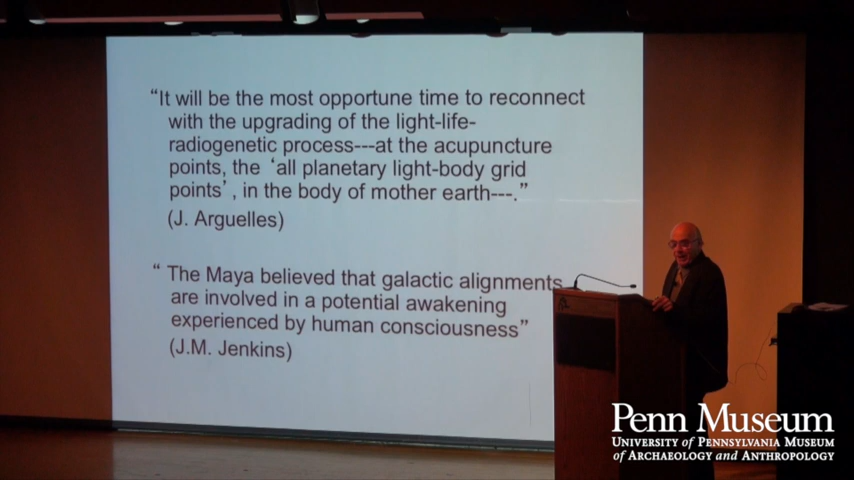 “It will be the most opportune time to reconnect
with the upgrading of the light-life-
radiogenetic process---at the acupuncture
points, the ‘all planetary light-body grid
points’, in the body of mother earth---.”
(J. Arguelles)
“ The Maya believed that galactic alignments
are involved in a potential awakening
experienced by human consciousness”
(J.M. Jenkins)
Penn Museum
University of Pennsylvania Museum
of Archaeology and Anthropology